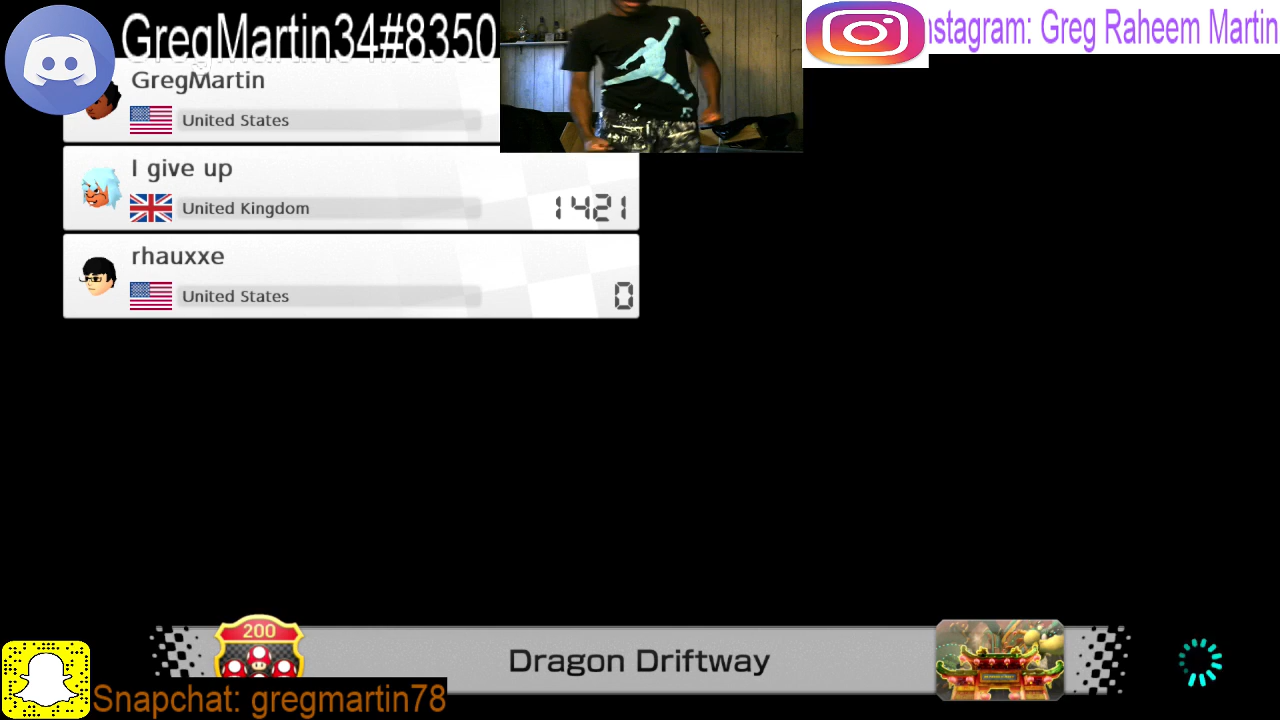 GregMartin34#8350
nstagram: Greg Raheem Martin
GregMartin
United States
I give up
United Kingdom
1421
rhauxxe
United States
0
200
Dragon Driftway
Snapchat: gregmartin78